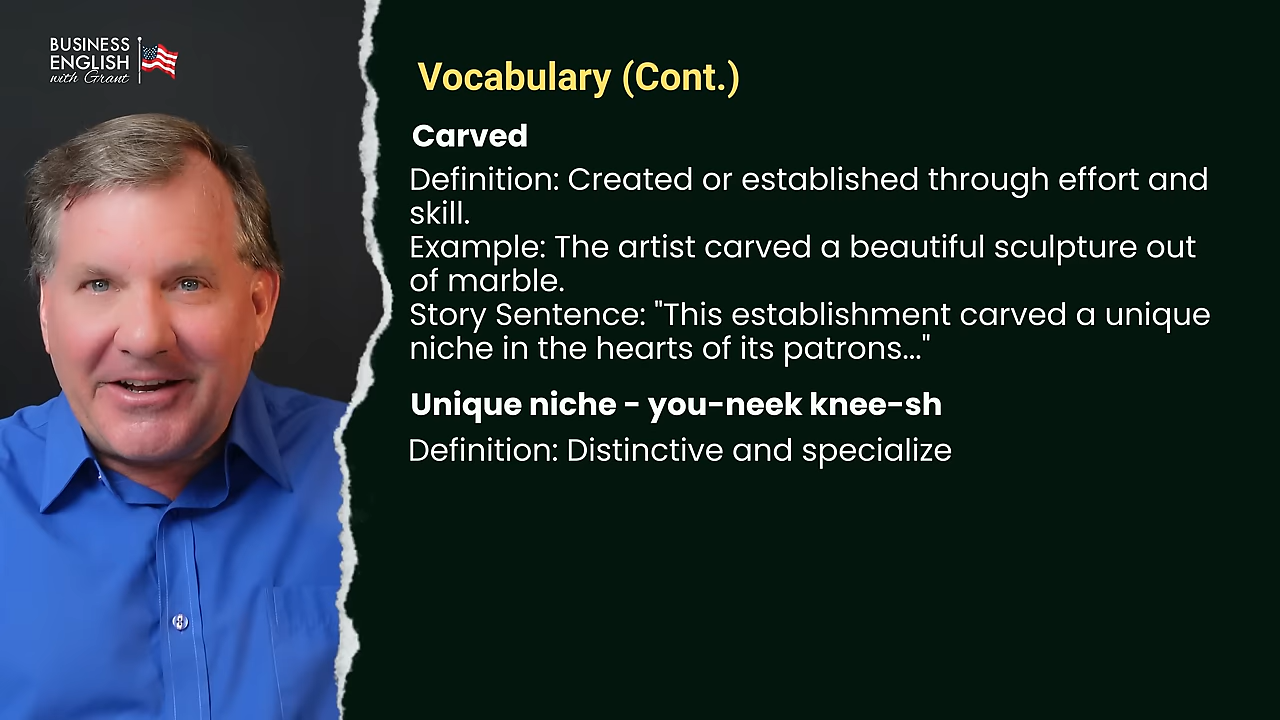 BUSINESS
ENGLISH
with Grant
Vocabulary (Cont.)
Carved
Definition: Created or established through effort and
skill.
Example: The artist carved a beautiful sculpture out
of marble.
Story Sentence: "This establishment carved a unique
niche in the hearts of its patrons..."
Unique niche - you-neek knee-sh
Definition: Distinctive and specialize